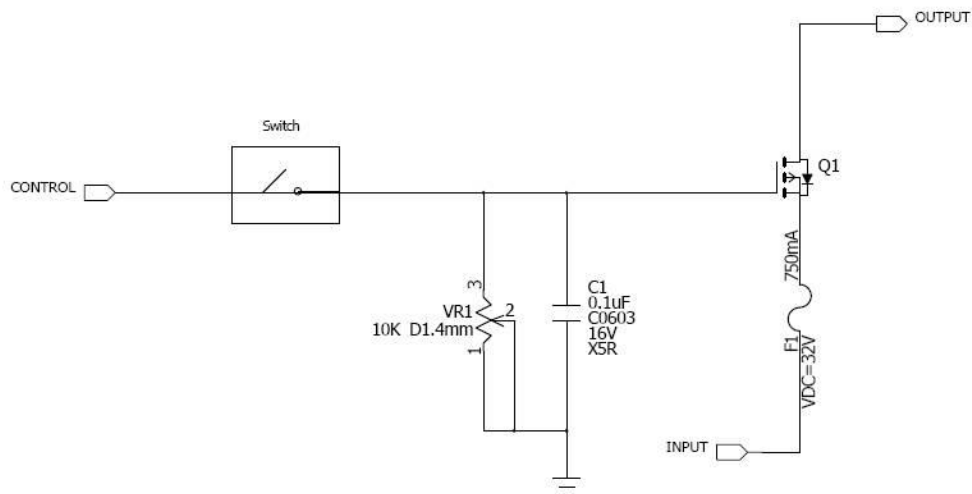 OUTPUT
Switch
Q1
CONTROL
750mA
3
C1
0.1uF
VR1
2
C0603
10K D1.4mm
16V
1
X5R
F1
VDC=32V
INPUT